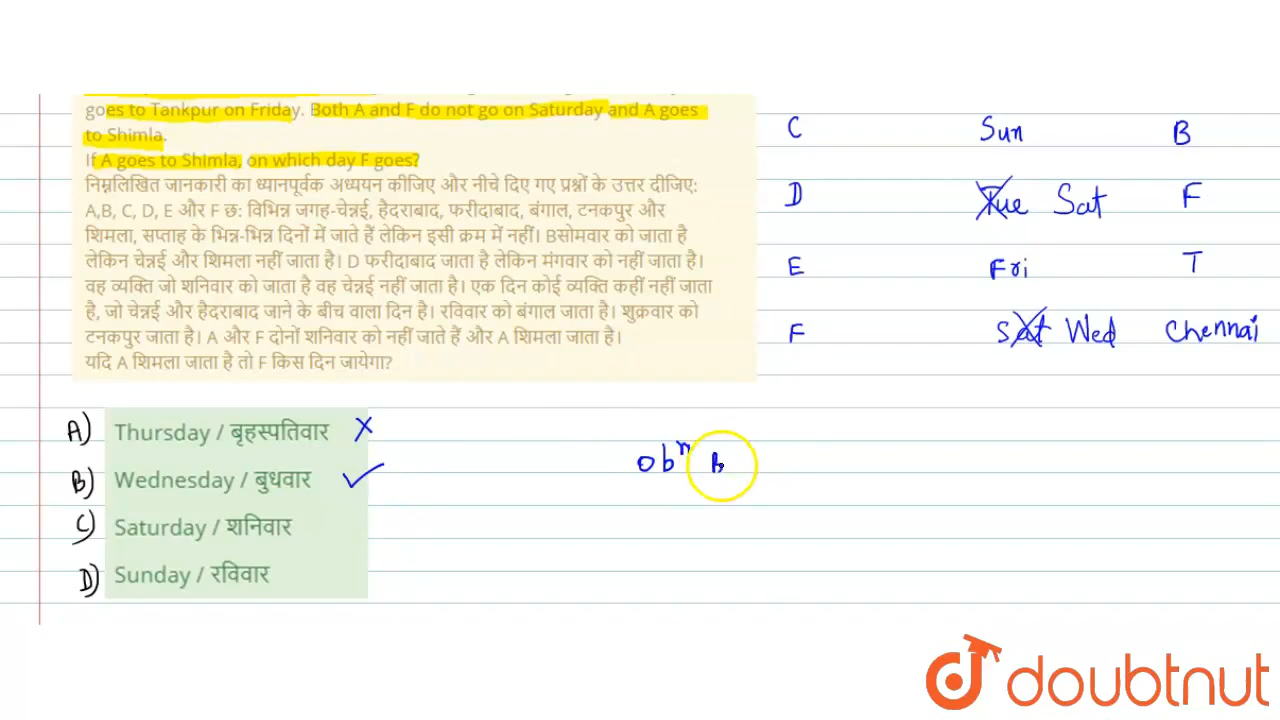 goes to Tankpur on Friday. Both A and F do not go on Saturday and A goes
to Shimla.
If A goes to Shimla, on which day F goes?
निम्नलिखित जानकारी का ध्यानपूर्वक अध्ययन कीजिए और नीचे दिए गए प्रश्नों के उत्तर दीजिए:
A,B, C, D, E और F छ: विभिन्न जगह-चेन्नई, हैदराबाद, फरीदाबाद, बंगाल, टनकपुर और
शिमला, सप्ताह के भिन्न-भिन्न दिनों में जाते हैं लेकिन इसी क्रम में नहीं। Bसोमवार को जाता है
लेकिन चेन्नई और शिमला नहीं जाता है। D फरीदाबाद जाता है लेकिन मंगवार को नहीं जाता है।
वह व्यक्ति जो शनिवार को जाता है वह चेन्नई नहीं जाता है। एक दिन कोई व्यक्ति कहीं नहीं जाता
है, जो चेन्नई और हैदराबाद जाने के बीच वाला दिन है। रविवार को बंगाल जाता है। शुक्रवार को
टनकपुर जाता है। A और F दोनों शनिवार को नहीं जाते हैं और A शिमला जाता है।
यदि A शिमला जाता है तो F किस दिन जायेगा?
A) Thursday / बृहस्पतिवार
B) Wednesday / बुधवार
C) Saturday / शनिवार
D) Sunday / रविवार
C Sun B
D Tue Sat F
E Fri T
F Sat Wed Chennai
doubtnut